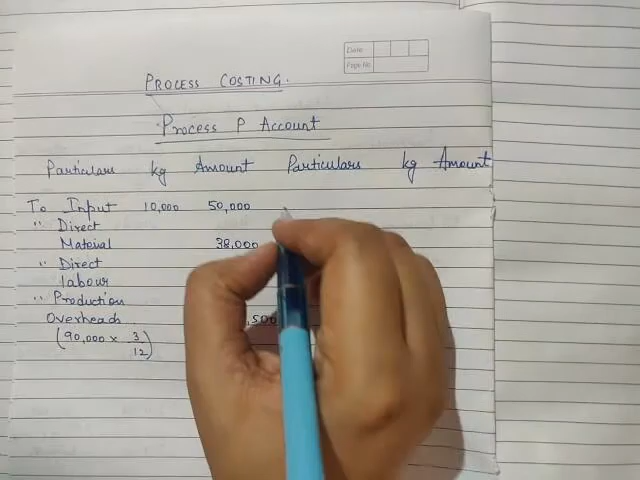 Date
Page No.
PROCESS COSTING.
Process P Account
Particulars kg Amount Particulars kg Amount
To Input 10,000 50,000
" Direct
Material 38,000
" Direct
labour
" Production
Overheads ,500
(90,000 × 3/12)